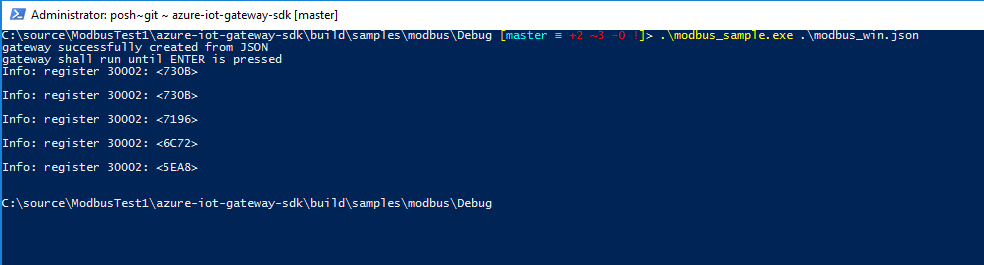 Administrator: posh~git ~ azure-iot-gateway-sdk [master]
C:\source\ModbusTest1\azure-iot-gateway-sdk\build\samples\modbus\Debug [master ≡ +2 ~3 -0 !]> .\modbus_sample.exe .\modbus_win.json
gateway successfully created from JSON
gateway shall run until ENTER is pressed
Info: register 30002: <730B>
Info: register 30002: <730B>
Info: register 30002: <7196>
Info: register 30002: <6C72>
Info: register 30002: <5EA8>
C:\source\ModbusTest1\azure-iot-gateway-sdk\build\samples\modbus\Debug